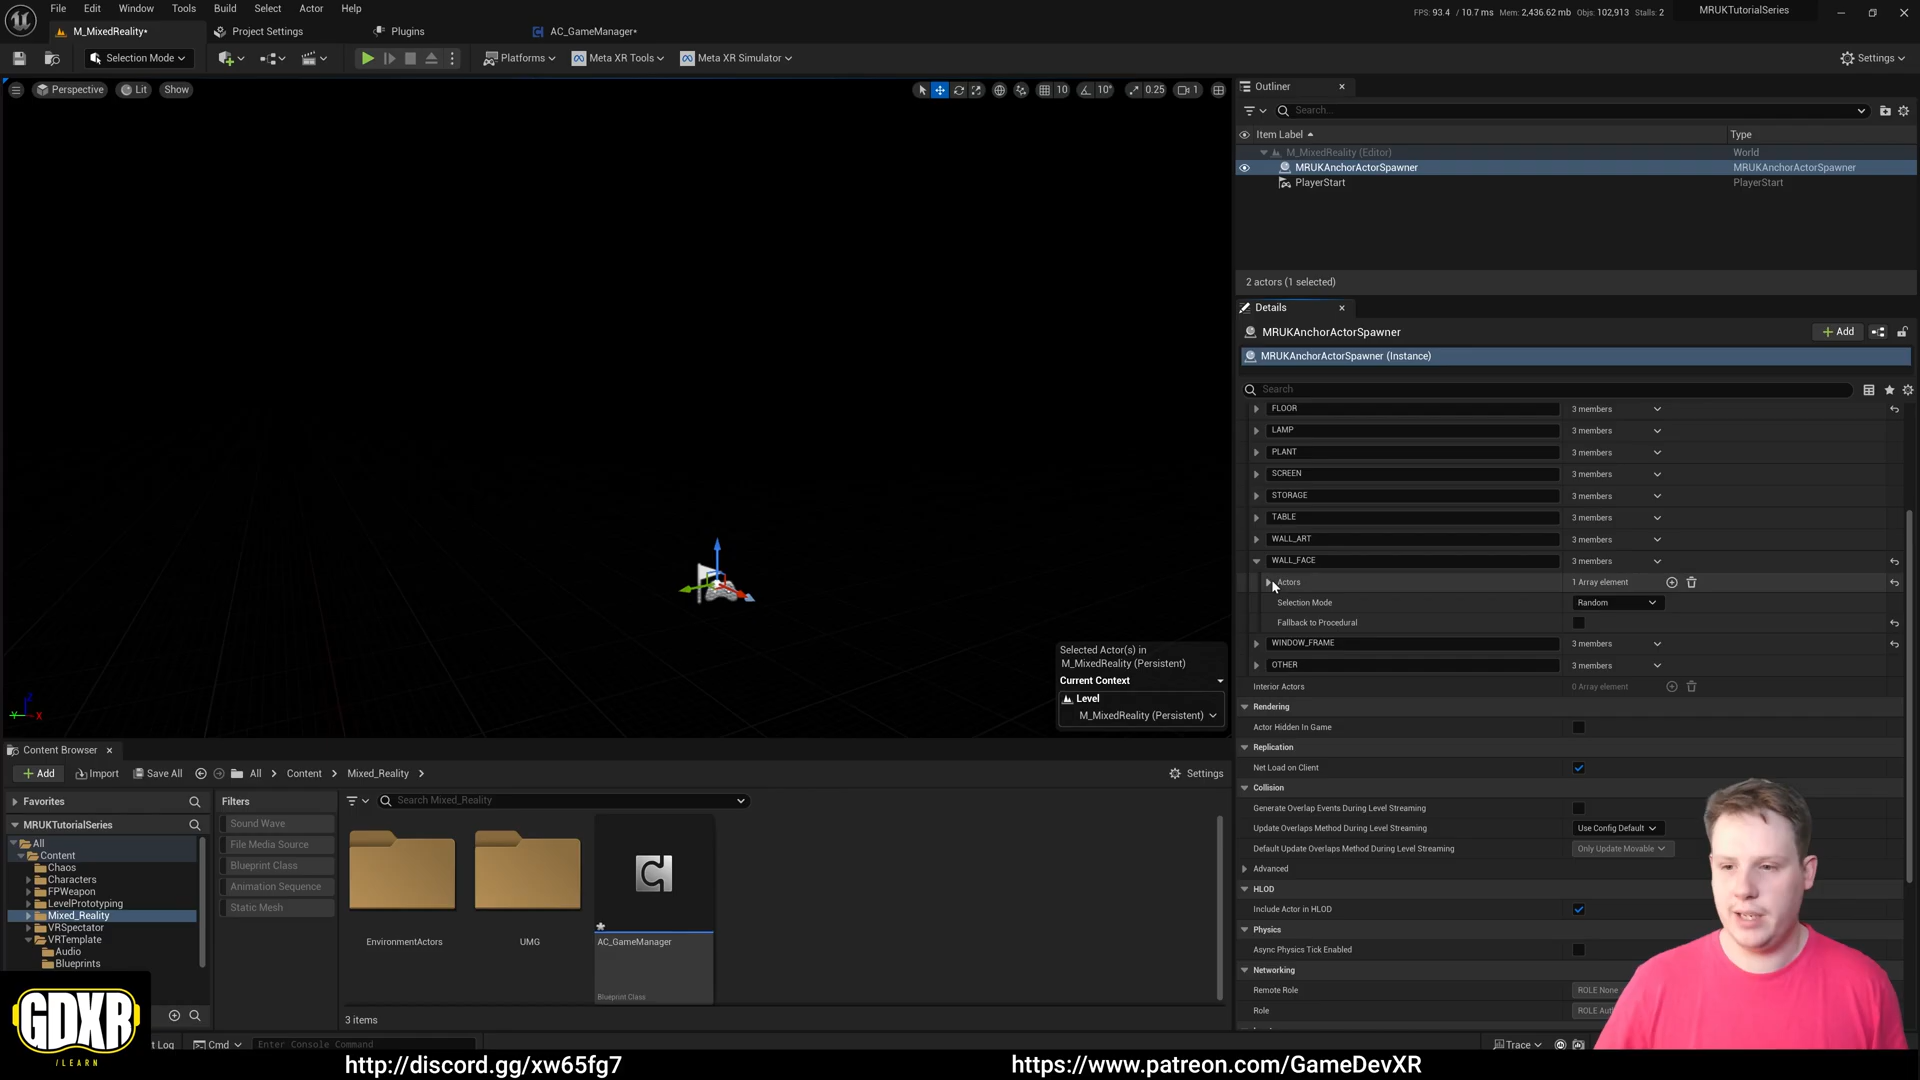 File Edit Window Tools Build Select Actor Help
FPS: 93.4 / 10.7 ms Mem: 2,436.62 mb Objs: 102,913 Stalls: 2
MRUKTutorialSeries
M_MixedReality*
Project Settings
Plugins
AC_GameManager*
Selection Mode
Platforms
Meta XR Tools
Meta XR Simulator
Settings
Perspective
Lit
Show
10
10°
0.25
1
Outliner
Search...
Item Label
Type
M_MixedReality (Editor)
World
MRUKAnchorActorSpawner
MRUKAnchorActorSpawner
PlayerStart
PlayerStart
2 actors (1 selected)
Details
MRUKAnchorActorSpawner
Add
MRUKAnchorActorSpawner (Instance)
Search
FLOOR
3 members
LAMP
3 members
PLANT
3 members
SCREEN
3 members
STORAGE
3 members
TABLE
3 members
WALL_ART
3 members
WALL_FACE
3 members
Actors
1 Array element
Selection Mode
Random
Fallback to Procedural
WINDOW_FRAME
3 members
OTHER
3 members
Interior Actors
0 Array element
Rendering
Actor Hidden In Game
Replication
Net Load on Client
Collision
Generate Overlap Events During Level Streaming
Update Overlaps Method During Level Streaming
Use Config Default
Default Update Overlaps Method During Level Streaming
Only Update Movable
Advanced
HLOD
Include Actor in HLOD
Physics
Async Physics Tick Enabled
Networking
Remote Role
ROLE None
Role
Selected Actor(s) in
M_MixedReality (Persistent)
Current Context
Level
M_MixedReality (Persistent)
Content Browser
Add
Import
Save All
All
Content
Mixed_Reality
Settings
Favorites
MRUKTutorialSeries
All
Content
Chaos
Characters
FPWeapon
LevelPrototyping
Mixed_Reality
VRSpectator
VRTemplate
Audio
Blueprints
Filters
Sound Wave
File Media Source
Blueprint Class
Animation Sequence
Static Mesh
Search Mixed_Reality
EnvironmentActors
UMG
AC_GameManager
Blueprint Class
3 items
Log
Cmd
Enter Console Command
Trace
GDXR
/LEARN
http://discord.gg/xw65fg7
https://www.patreon.com/GameDevXR